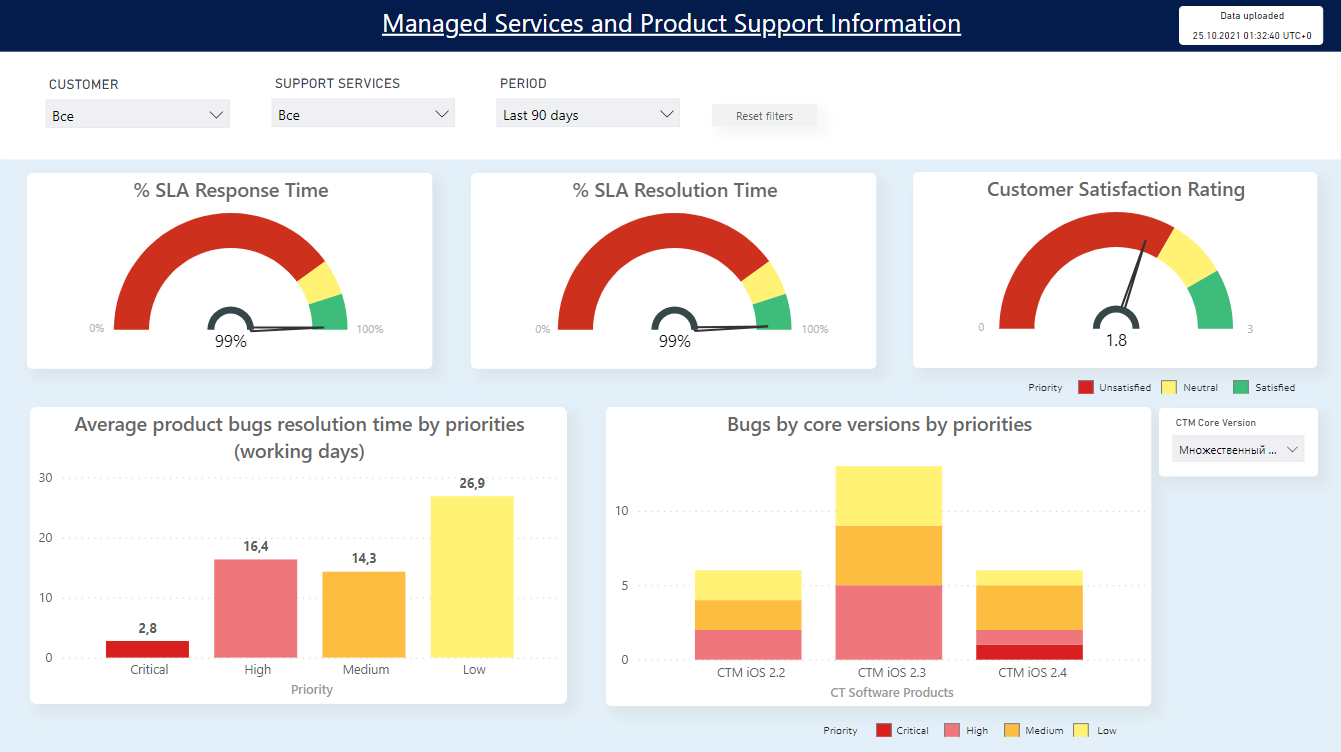 Managed Services and Product Support Information
Data uploaded
25.10.2021 01:32:40 UTC+0
CUSTOMER
SUPPORT SERVICES
PERIOD
Все
Все
Last 90 days
Reset filters
% SLA Response Time
0%
100%
99%
% SLA Resolution Time
0%
100%
99%
Customer Satisfaction Rating
0
3
1.8
Priority Unsatisfied Neutral Satisfied
Average product bugs resolution time by priorities
(working days)
30
20
10
0
2,8
16,4
14,3
26,9
Critical High Medium Low
Priority
Bugs by core versions by priorities
10
5
0
CTM iOS 2.2 CTM iOS 2.3 CTM iOS 2.4
CT Software Products
Priority Critical High Medium Low
CTM Core Version
Множественный ...